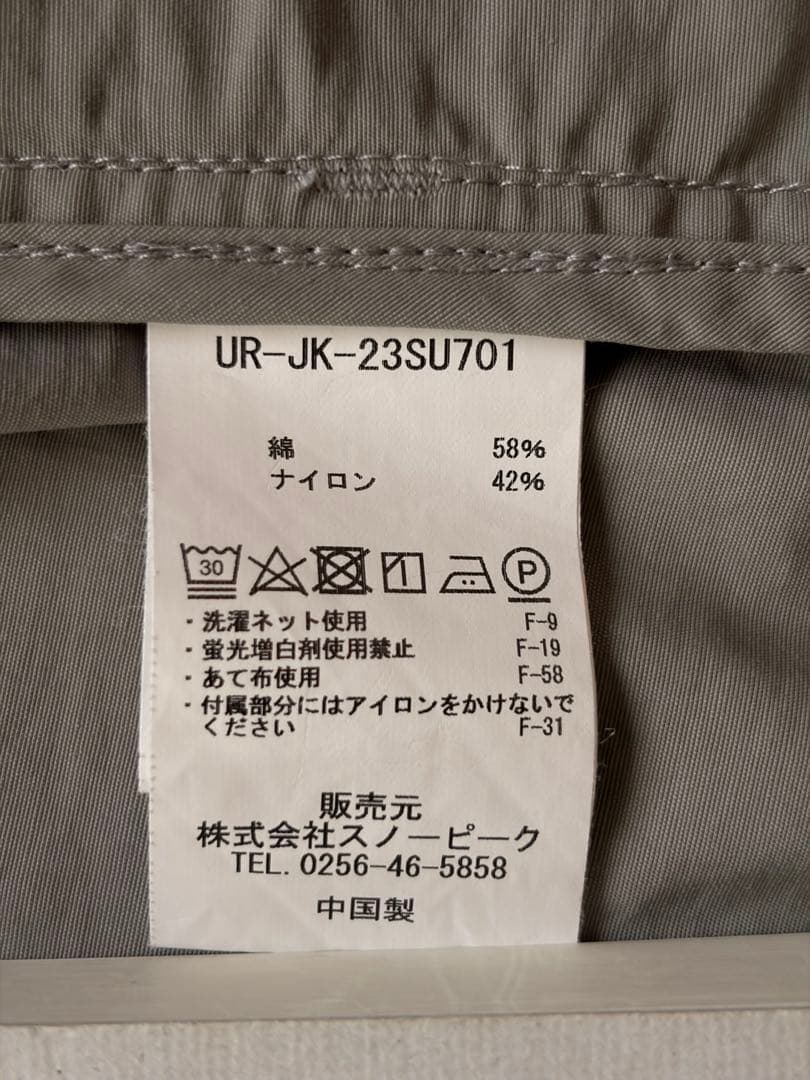 UR-JK-23SU701
綿 58%
ナイロン 42%
30 P
・洗濯ネット使用 F-9
・蛍光増白剤使用禁止 F-19
・あて布使用 F-58
・付属部分にはアイロンをかけないで
ください F-31
販売元
株式会社スノーピーク
TEL. 0256-46-5858
中国製